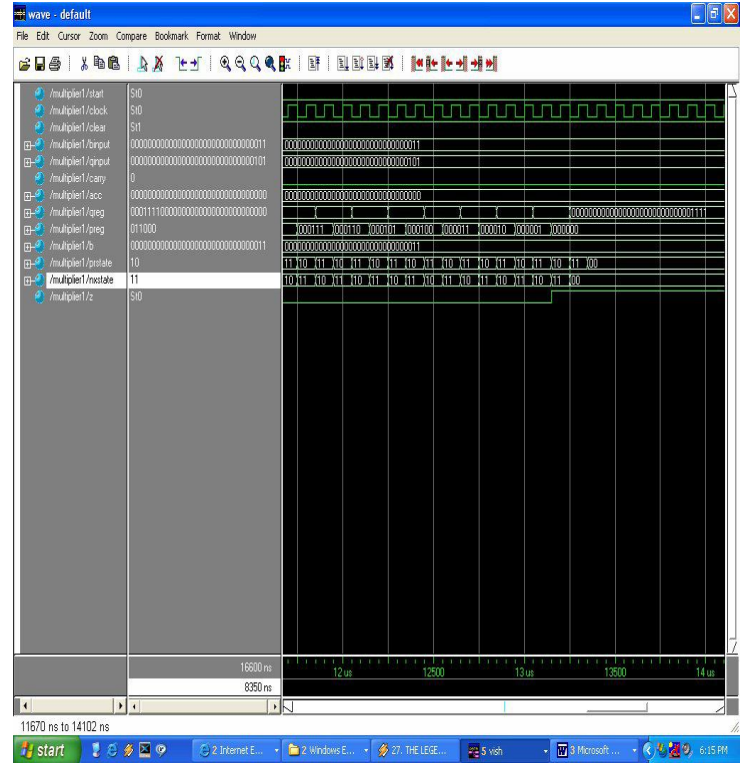 wave - default
File Edit Cursor Zoom Compare Bookmark Format Window
/multiplier1/start St0
/multiplier1/clock St0
/multiplier1/clear St1
/multiplier1/binput 00000000000000000000000000000011 00000000000000000000000000000011
/multiplier1/qinput 00000000000000000000000000000101 00000000000000000000000000000101
/multiplier1/carry 0
/multiplier1/acc 00000000000000000000000000000000 00000000000000000000000000000000
/multiplier1/qreg 00011110000000000000000000000000 00000000000000000000000000001111
/multiplier1/preg 011000 000111 000110 000101 000100 000011 000010 000001 000000
/multiplier1/b 00000000000000000000000000000011 00000000000000000000000000000011
/multiplier1/prstate 10 11 10 11 10 11 10 11 10 11 10 11 10 11 10 11 10 11 00
/multiplier1/nxstate 11 10 11 10 11 10 11 10 11 10 11 10 11 10 11 10 11 00
/multiplier1/z St0
16600 ns
8350 ns
12 us 12500 13 us 13500 14 us
11670 ns to 14102 ns
start 2 Internet E... 2 Windows E... 27. THE LEGE... 5 vish 3 Microsoft ... 6:15 PM